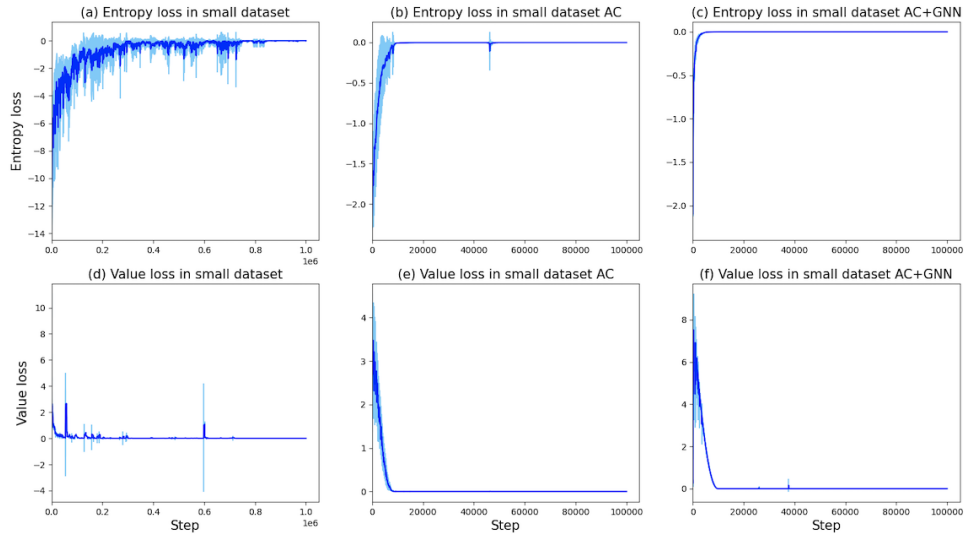 (a) Entropy loss in small dataset
(b) Entropy loss in small dataset AC
(c) Entropy loss in small dataset AC+GNN
Entropy loss
0
−2
−4
−6
−8
−10
−12
−14
0.0 0.2 0.4 0.6 0.8 1.0
1e6
0.0
−0.5
−1.0
−1.5
−2.0
0 20000 40000 60000 80000 100000
0.0
−0.5
−1.0
−1.5
−2.0
0 20000 40000 60000 80000 100000
(d) Value loss in small dataset
(e) Value loss in small dataset AC
(f) Value loss in small dataset AC+GNN
Value loss
10
8
6
4
2
0
−2
−4
0.0 0.2 0.4 0.6 0.8 1.0
Step
1e6
4
3
2
1
0
0 20000 40000 60000 80000 100000
Step
8
6
4
2
0
0 20000 40000 60000 80000 100000
Step